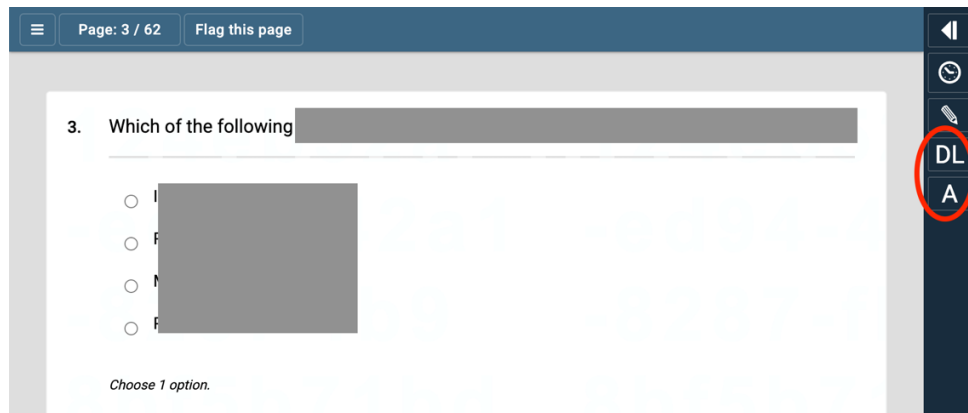 Page: 3 / 62 Flag this page
3. Which of the following
DL
A
Choose 1 option.